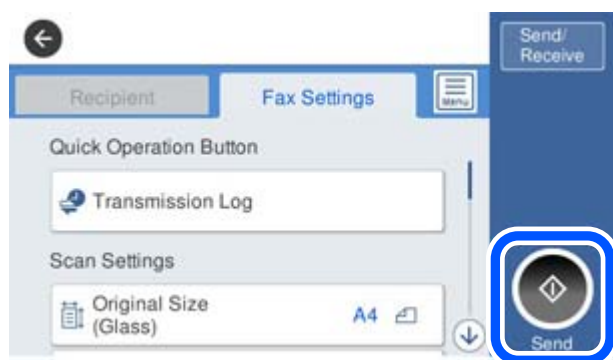 Send/
Receive
Recipient
Fax Settings
Menu
Quick Operation Button
Transmission Log
Scan Settings
Original Size
(Glass)
A4
Send